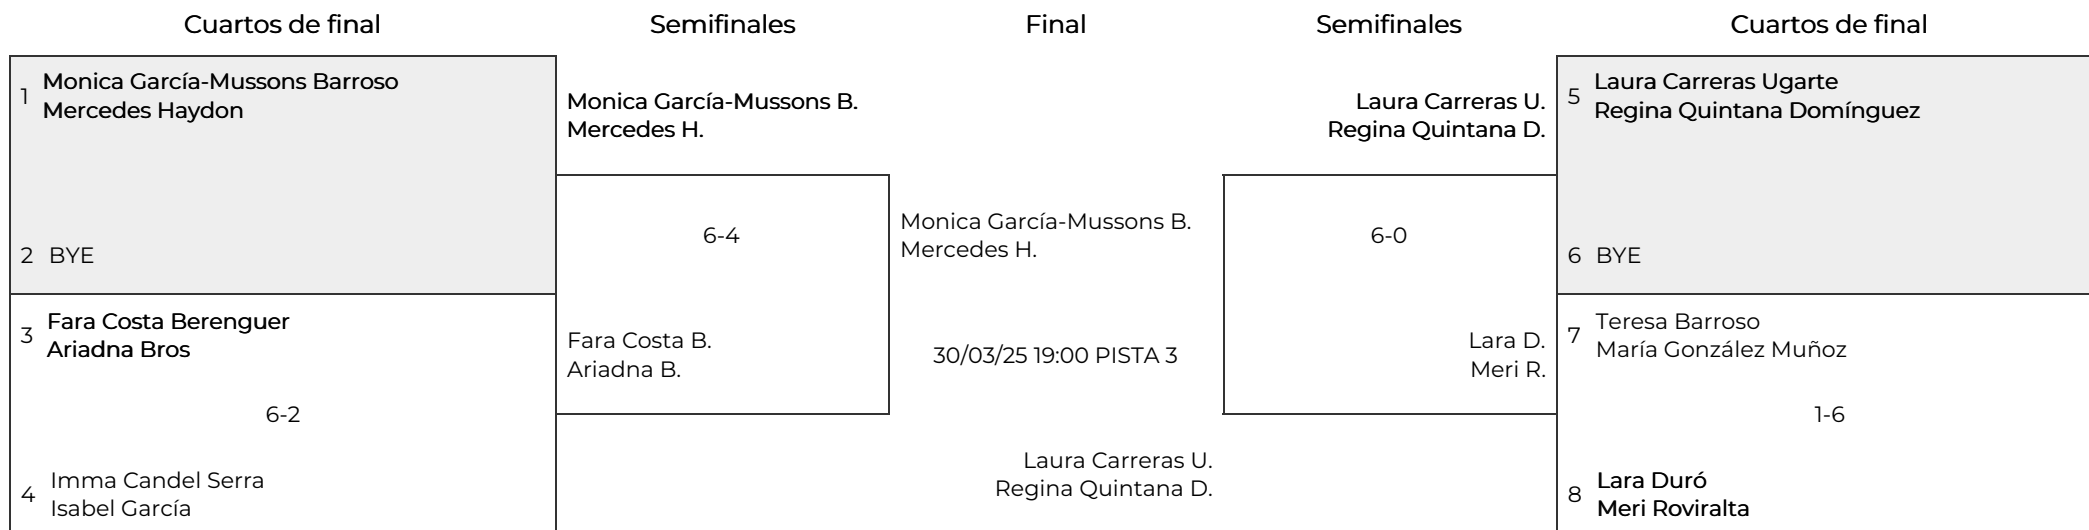 Cuartos de final
Semifinales
Final
Semifinales
Cuartos de final
1 Monica García-Mussons Barroso
Mercedes Haydon
2 BYE
3 Fara Costa Berenguer
Ariadna Bros
6-2
4 Imma Candel Serra
Isabel García
Monica García-Mussons B.
Mercedes H.
6-4
Fara Costa B.
Ariadna B.
Monica García-Mussons B.
Mercedes H.
30/03/25 19:00 PISTA 3
Laura Carreras U.
Regina Quintana D.
Laura Carreras U.
Regina Quintana D.
6-0
Lara D.
Meri R.
5 Laura Carreras Ugarte
Regina Quintana Domínguez
6 BYE
7 Teresa Barroso
María González Muñoz
1-6
8 Lara Duró
Meri Roviralta